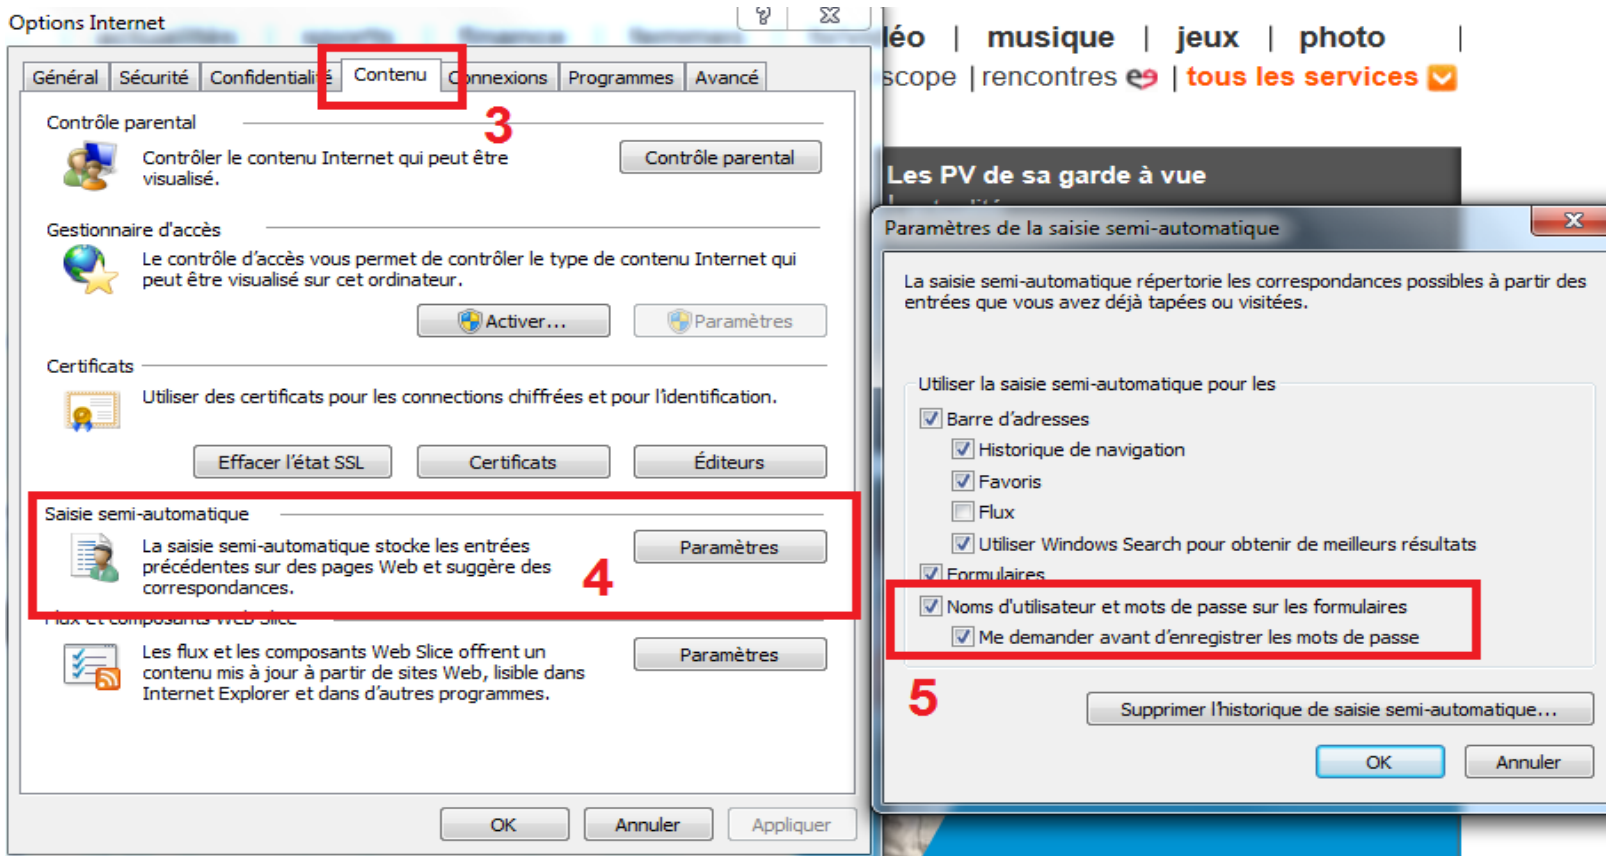 Options Internet
Général Sécurité Confidentialité Contenu Connexions Programmes Avancé
3
Contrôle parental
Contrôler le contenu Internet qui peut être
visualisé.
Contrôle parental
Gestionnaire d'accès
Le contrôle d'accès vous permet de contrôler le type de contenu Internet qui
peut être visualisé sur cet ordinateur.
Activer... Paramètres
Certificats
Utiliser des certificats pour les connections chiffrées et pour l'identification.
Effacer l'état SSL Certificats Éditeurs
Saisie semi-automatique
La saisie semi-automatique stocke les entrées
précédentes sur des pages Web et suggère des
correspondances.
Paramètres
4
Flux et composants Web Slice
Les flux et les composants Web Slice offrent un
contenu mis à jour à partir de sites Web, lisible dans
Internet Explorer et dans d'autres programmes.
Paramètres
OK Annuler Appliquer
léo | musique | jeux | photo |
scope | rencontres | tous les services
Les PV de sa garde à vue
Paramètres de la saisie semi-automatique
La saisie semi-automatique répertorie les correspondances possibles à partir des
entrées que vous avez déjà tapées ou visitées.
Utiliser la saisie semi-automatique pour les
Barre d'adresses
Historique de navigation
Favoris
Flux
Utiliser Windows Search pour obtenir de meilleurs résultats
Formulaires
Noms d'utilisateur et mots de passe sur les formulaires
Me demander avant d'enregistrer les mots de passe
5
Supprimer l'historique de saisie semi-automatique...
OK Annuler